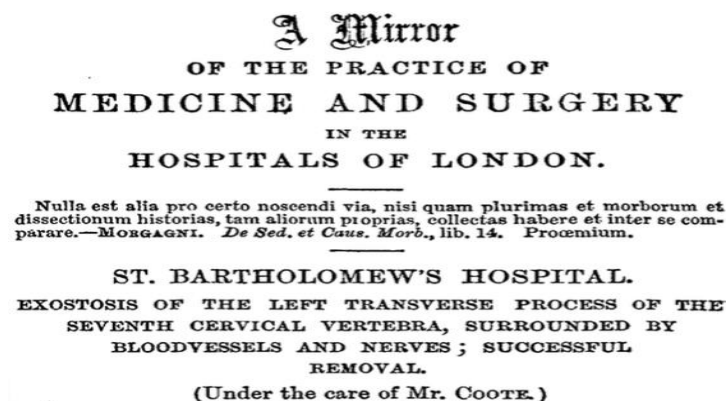 A Mirror
OF THE PRACTICE OF
MEDICINE AND SURGERY
IN THE
HOSPITALS OF LONDON.
Nulla est alia pro certo noscendi via, nisi quam plurimas et morborum et
dissectionum historias, tam aliorum proprias, collectas habere et inter se com-
parare.—MORGAGNI. De Sed. et Caus. Morb., lib. 14. Proœmium.
ST. BARTHOLOMEW'S HOSPITAL.
EXOSTOSIS OF THE LEFT TRANSVERSE PROCESS OF THE
SEVENTH CERVICAL VERTEBRA, SURROUNDED BY
BLOODVESSELS AND NERVES; SUCCESSFUL
REMOVAL.
(Under the care of Mr. COOTE.)